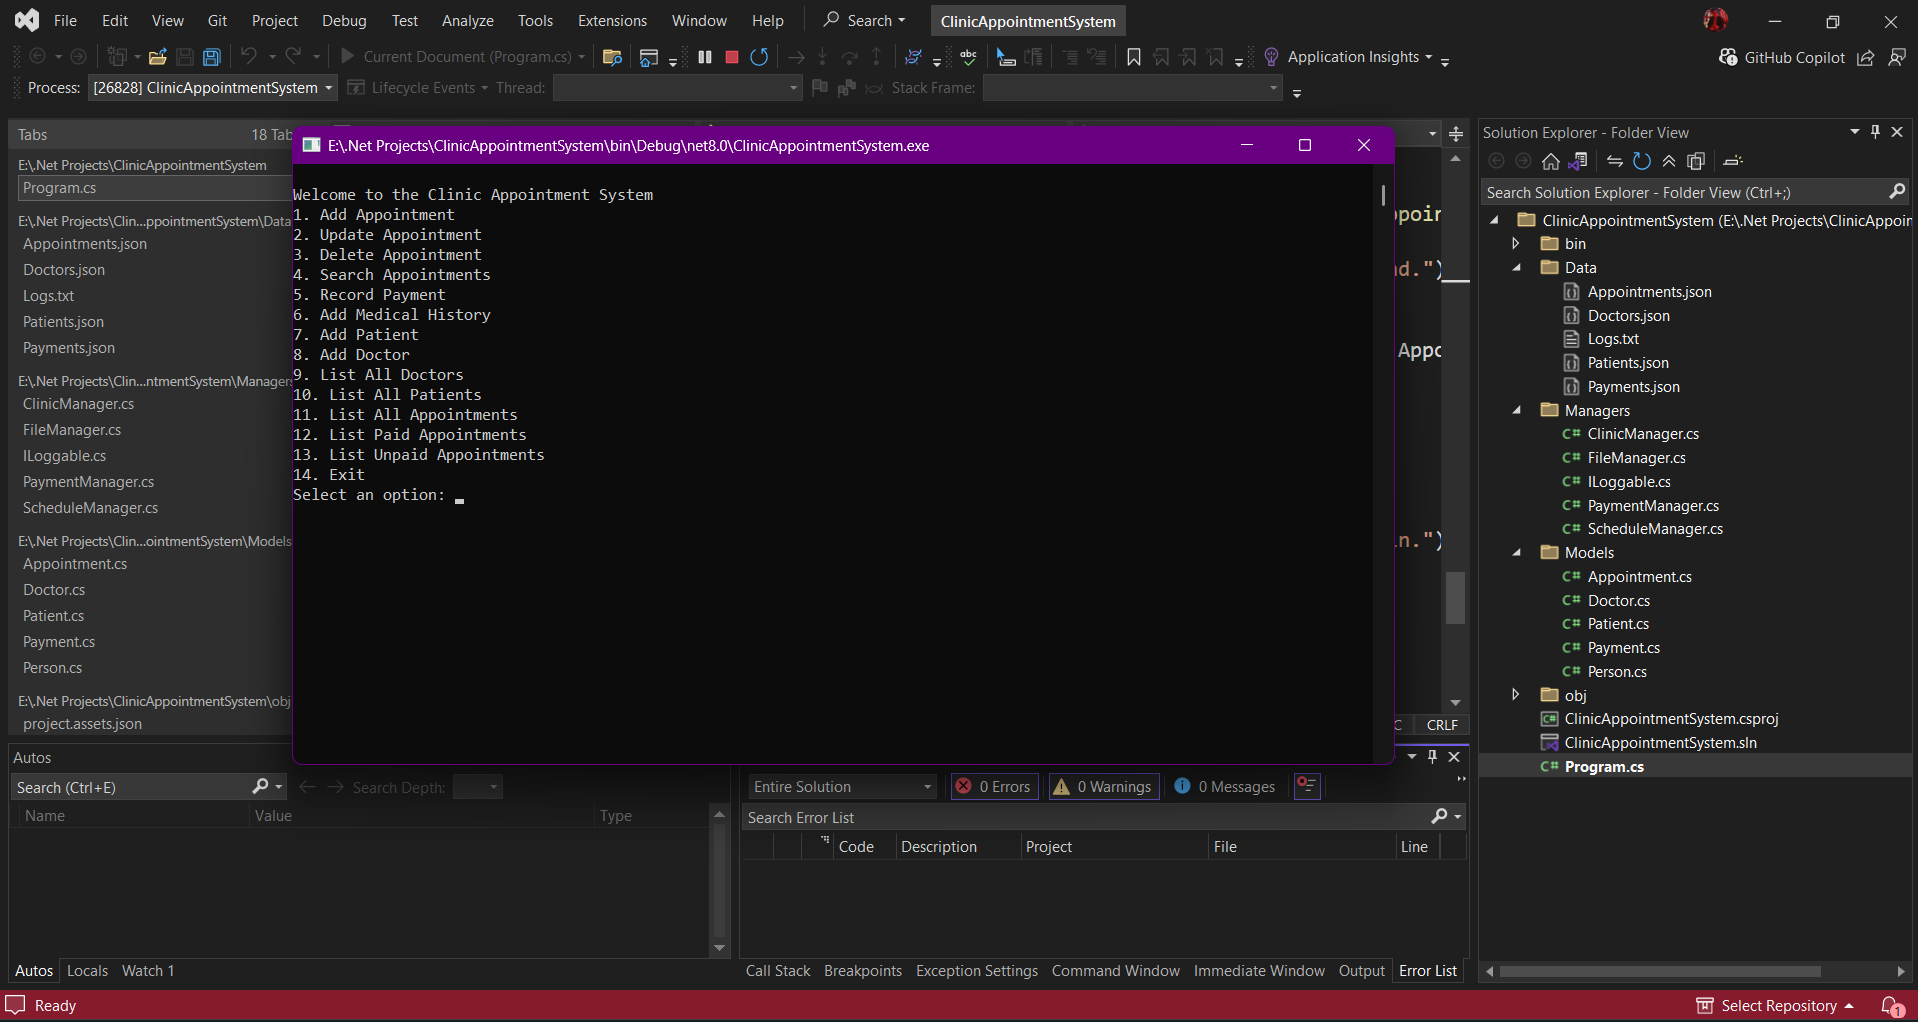 File Edit View Git Project Debug Test Analyze Tools Extensions Window Help Search ClinicAppointmentSystem
Current Document (Program.cs) Application Insights GitHub Copilot
Process: [26828] ClinicAppointmentSystem Lifecycle Events Thread: Stack Frame:
Tabs 18 Tab
E:\.Net Projects\ClinicAppointmentSystem
Program.cs
E:\.Net Projects\Clin...ppointmentSystem\Data
Appointments.json
Doctors.json
Logs.txt
Patients.json
Payments.json
E:\.Net Projects\Clin...ntmentSystem\Managers
ClinicManager.cs
FileManager.cs
ILoggable.cs
PaymentManager.cs
ScheduleManager.cs
E:\.Net Projects\Clin...ointmentSystem\Models
Appointment.cs
Doctor.cs
Patient.cs
Payment.cs
Person.cs
E:\.Net Projects\ClinicAppointmentSystem\obj
project.assets.json
E:\.Net Projects\ClinicAppointmentSystem\bin\Debug\net8.0\ClinicAppointmentSystem.exe
Welcome to the Clinic Appointment System
1. Add Appointment
2. Update Appointment
3. Delete Appointment
4. Search Appointments
5. Record Payment
6. Add Medical History
7. Add Patient
8. Add Doctor
9. List All Doctors
10. List All Patients
11. List All Appointments
12. List Paid Appointments
13. List Unpaid Appointments
14. Exit
Select an option:
ppoin
nd.")
Appo
in.")
CRLF
Solution Explorer - Folder View
Search Solution Explorer - Folder View (Ctrl+;)
ClinicAppointmentSystem (E:\.Net Projects\ClinicAppoin
bin
Data
Appointments.json
Doctors.json
Logs.txt
Patients.json
Payments.json
Managers
C# ClinicManager.cs
C# FileManager.cs
C# ILoggable.cs
C# PaymentManager.cs
C# ScheduleManager.cs
Models
C# Appointment.cs
C# Doctor.cs
C# Patient.cs
C# Payment.cs
C# Person.cs
obj
ClinicAppointmentSystem.csproj
ClinicAppointmentSystem.sln
C# Program.cs
Autos
Search (Ctrl+E) Search Depth:
Name Value Type
Autos Locals Watch 1
Entire Solution 0 Errors 0 Warnings 0 Messages
Search Error List
Code Description Project File Line
Call Stack Breakpoints Exception Settings Command Window Immediate Window Output Error List
Ready Select Repository 1